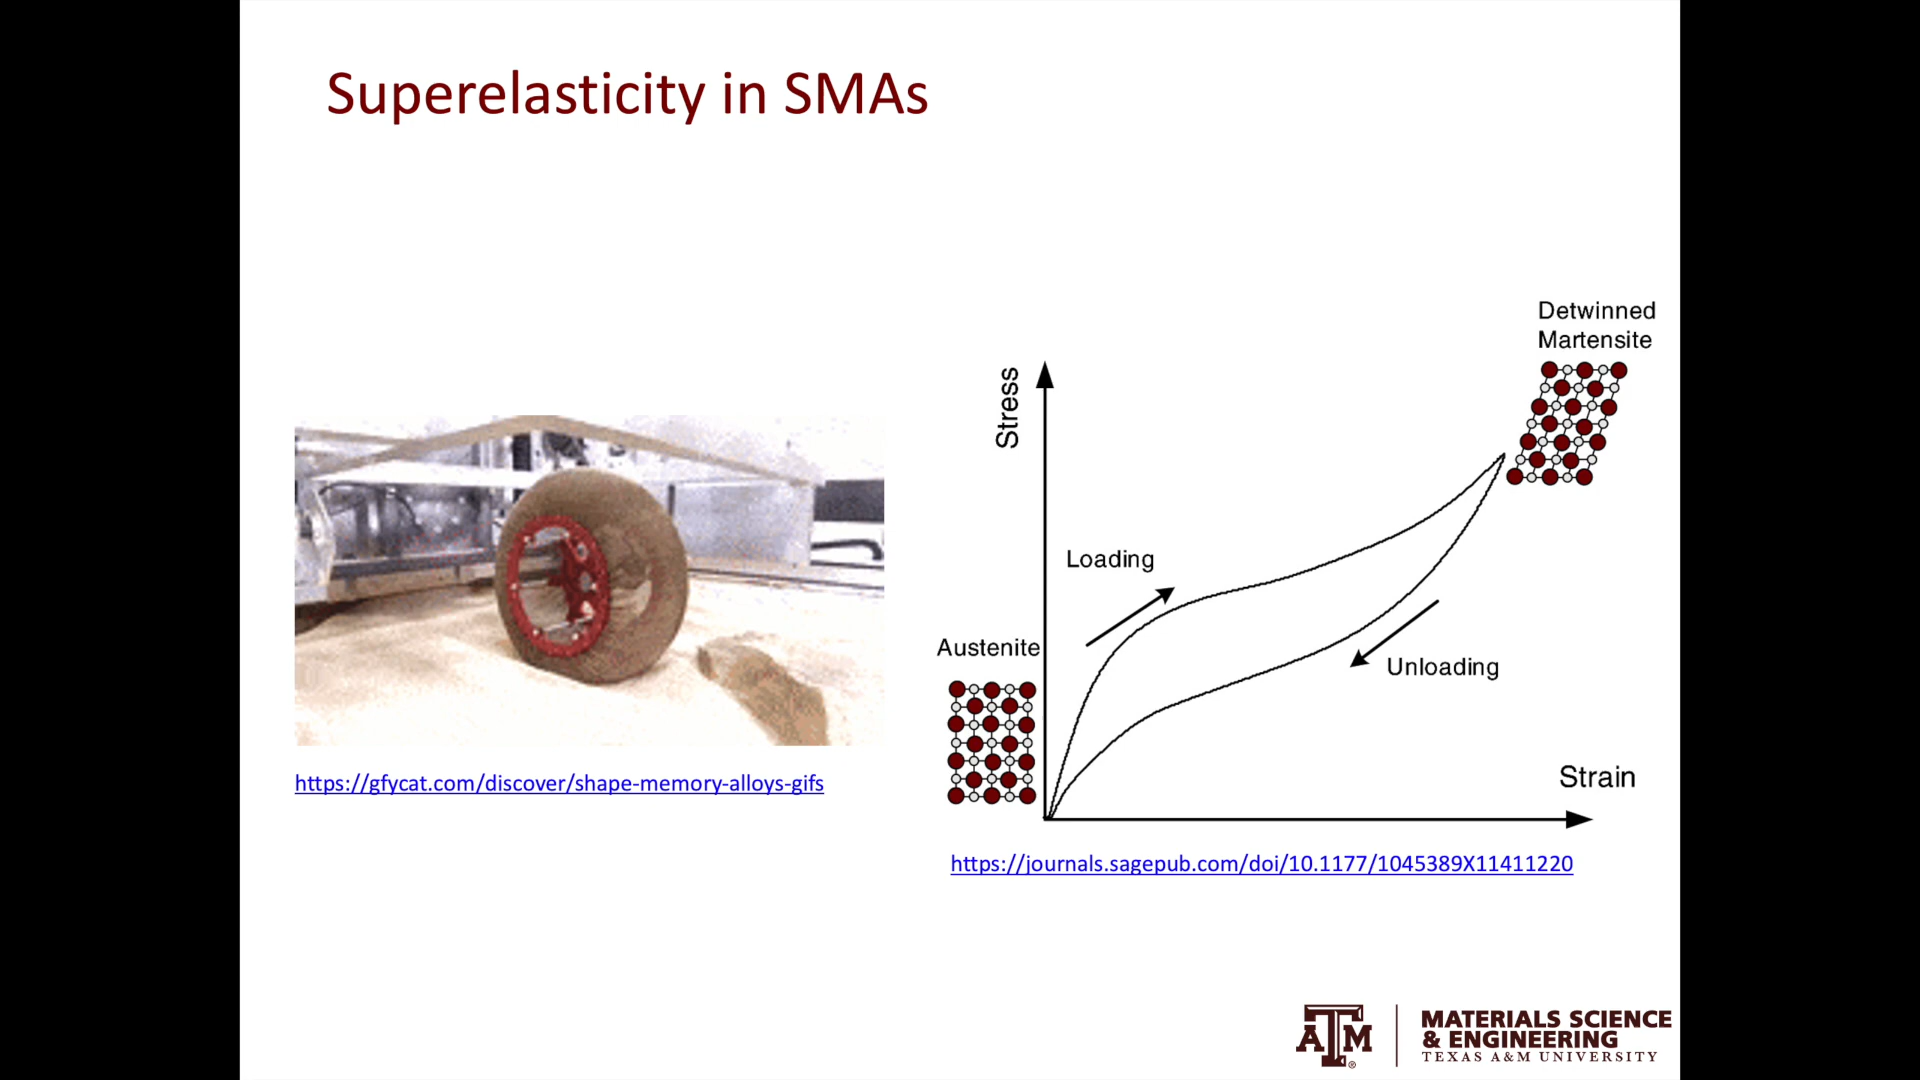 Superelasticity in SMAs
https://gfycat.com/discover/shape-memory-alloys-gifs
Detwinned
Martensite
Stress
Loading
Austenite
Unloading
Strain
https://journals.sagepub.com/doi/10.1177/1045389X11411220
ATM®
MATERIALS SCIENCE
& ENGINEERING
TEXAS A&M UNIVERSITY